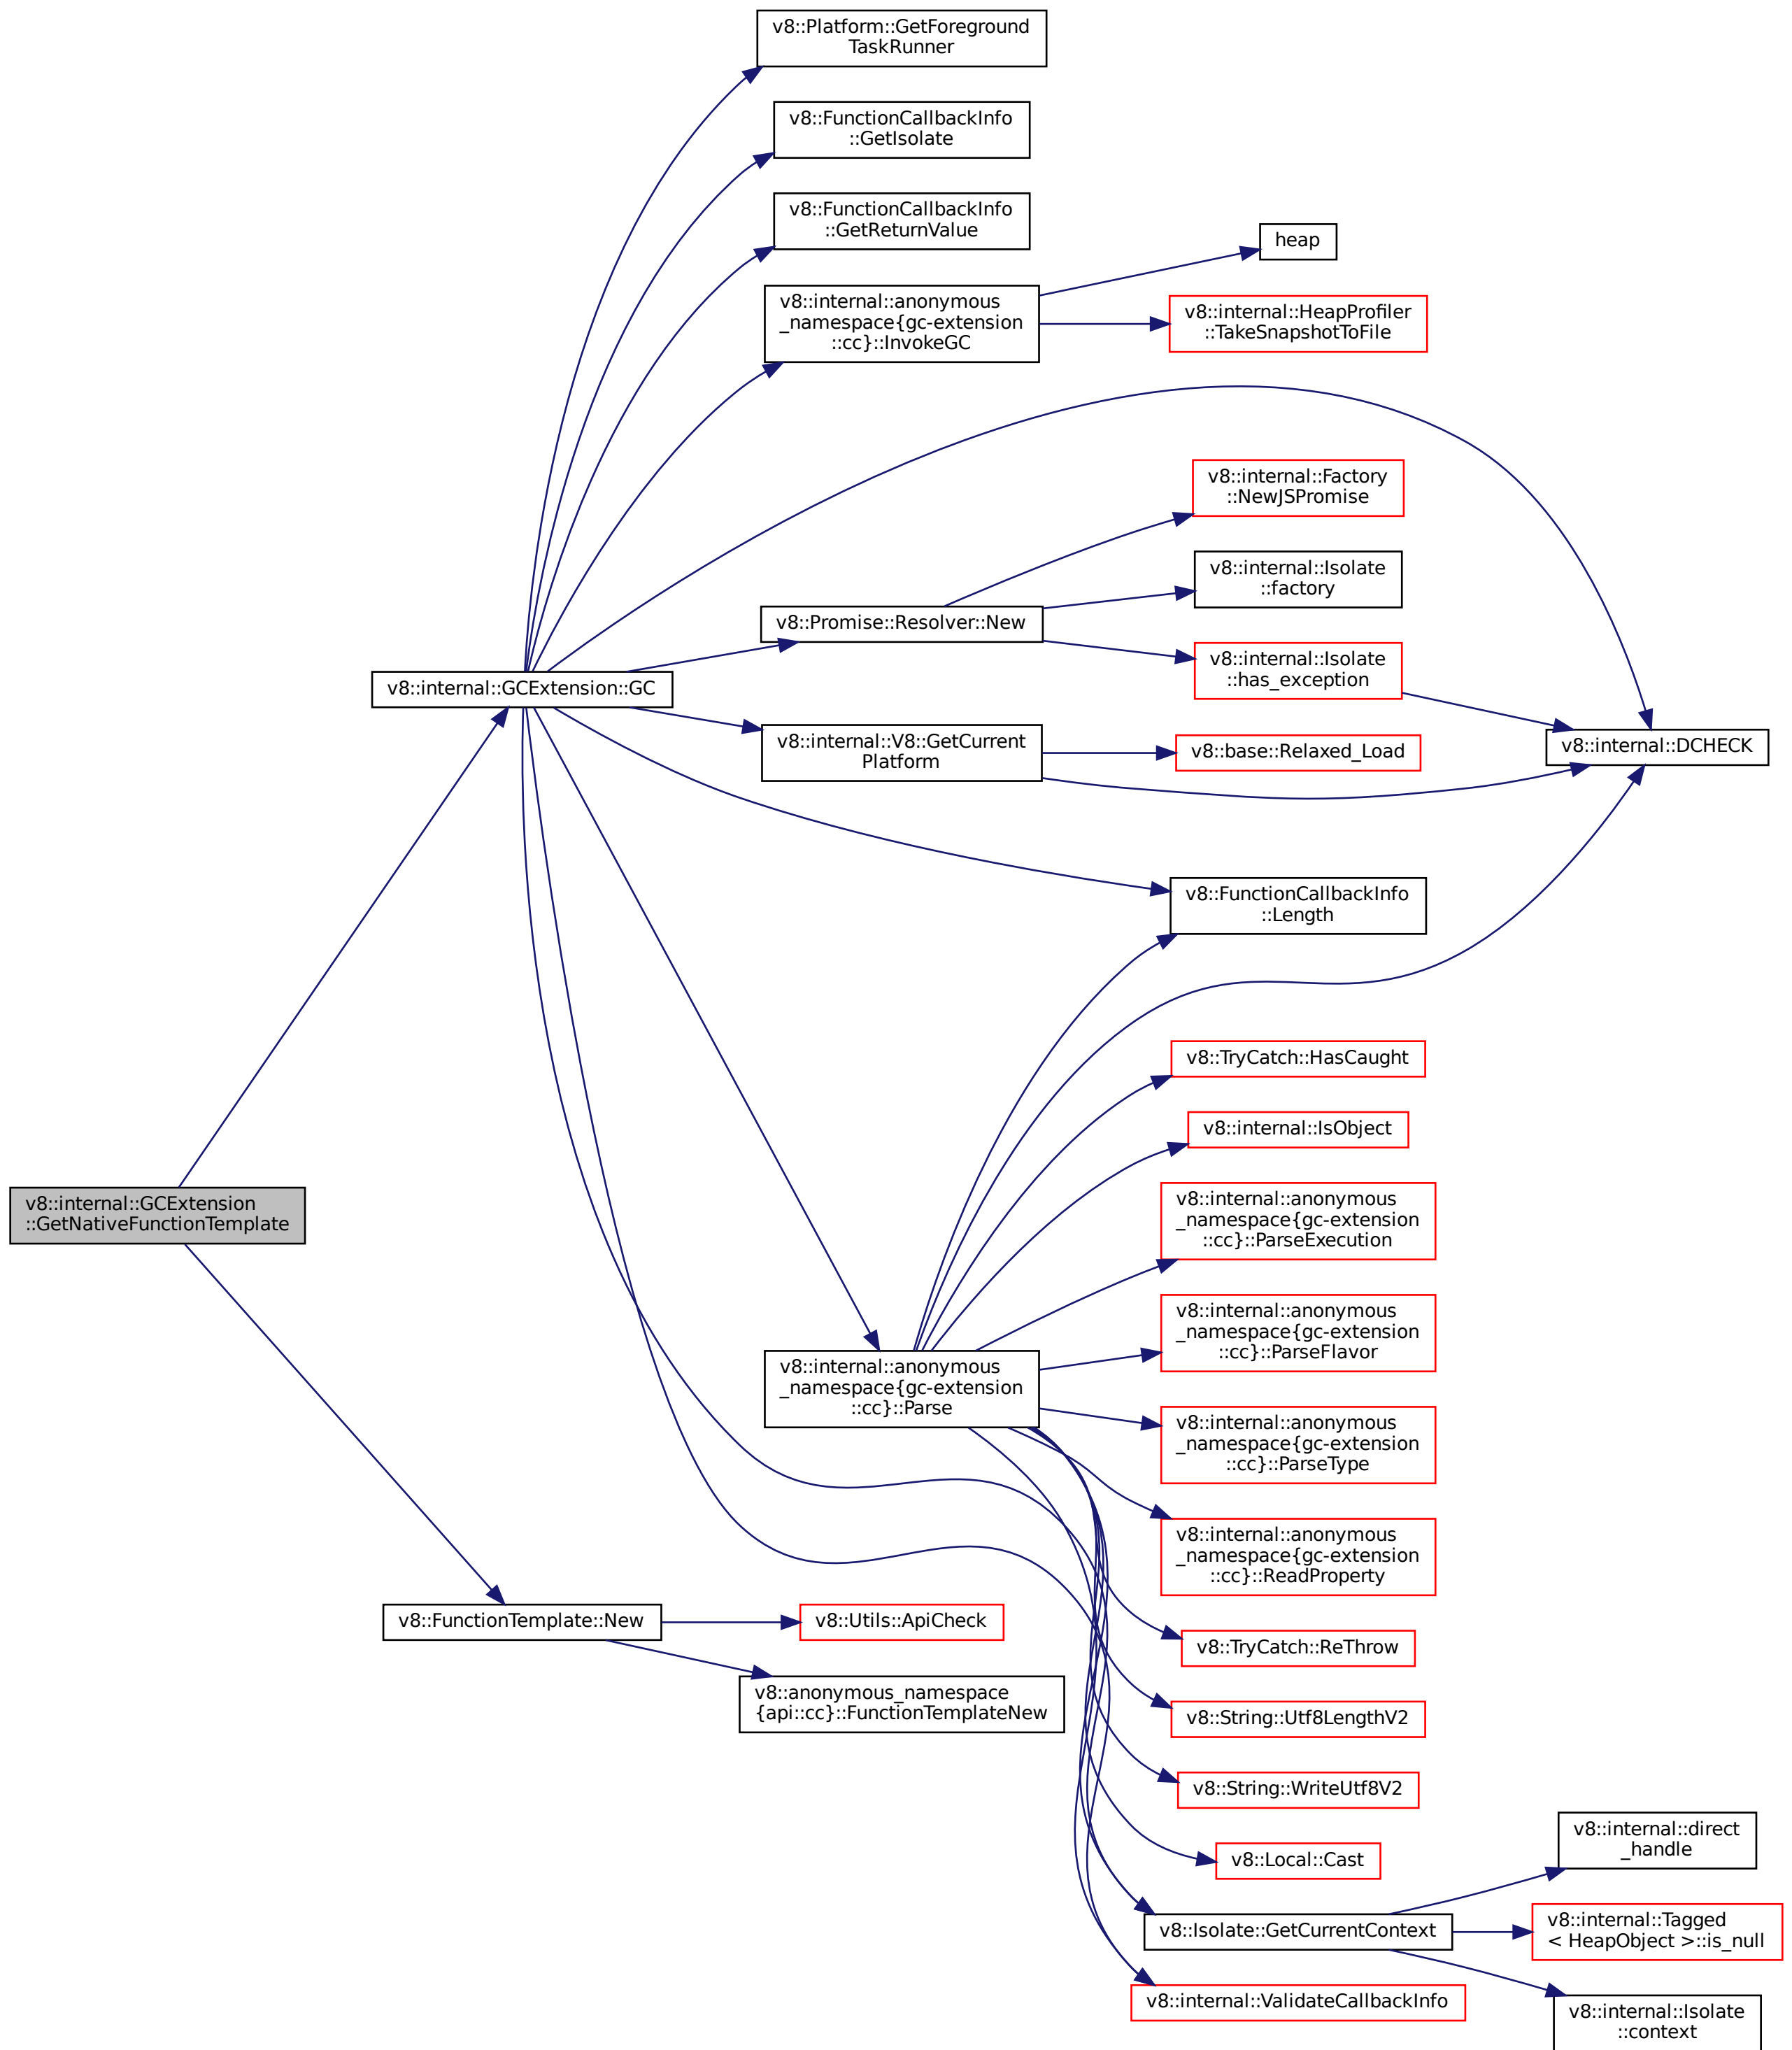 v8::Platform::GetForeground
TaskRunner
v8::FunctionCallbackInfo
::GetIsolate
v8::FunctionCallbackInfo
::GetReturnValue
v8::internal::anonymous
_namespace{gc-extension
::cc}::InvokeGC
heap
v8::internal::HeapProfiler
::TakeSnapshotToFile
v8::internal::Factory
::NewJSPromise
v8::internal::Isolate
::factory
v8::Promise::Resolver::New
v8::internal::Isolate
::has_exception
v8::internal::GCExtension::GC
v8::internal::V8::GetCurrent
Platform
v8::base::Relaxed_Load
v8::internal::DCHECK
v8::FunctionCallbackInfo
::Length
v8::TryCatch::HasCaught
v8::internal::IsObject
v8::internal::GCExtension
::GetNativeFunctionTemplate
v8::internal::anonymous
_namespace{gc-extension
::cc}::ParseExecution
v8::internal::anonymous
_namespace{gc-extension
::cc}::ParseFlavor
v8::internal::anonymous
_namespace{gc-extension
::cc}::Parse
v8::internal::anonymous
_namespace{gc-extension
::cc}::ParseType
v8::internal::anonymous
_namespace{gc-extension
::cc}::ReadProperty
v8::FunctionTemplate::New
v8::Utils::ApiCheck
v8::TryCatch::ReThrow
v8::anonymous_namespace
{api::cc}::FunctionTemplateNew
v8::String::Utf8LengthV2
v8::String::WriteUtf8V2
v8::Local::Cast
v8::internal::direct
_handle
v8::Isolate::GetCurrentContext
v8::internal::Tagged
< HeapObject >::is_null
v8::internal::ValidateCallbackInfo
v8::internal::Isolate
::context